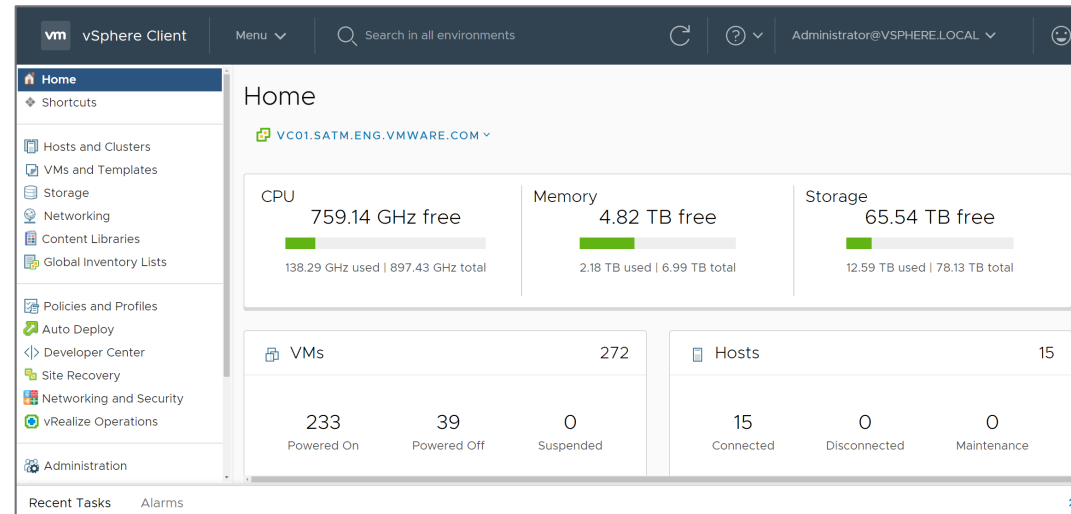 vm vSphere Client Menu Search in all environments Administrator@VSPHERE.LOCAL
Home
Shortcuts
Hosts and Clusters
VMs and Templates
Storage
Networking
Content Libraries
Global Inventory Lists
Policies and Profiles
Auto Deploy
Developer Center
Site Recovery
Networking and Security
vRealize Operations
Administration
Home
VC01.SATM.ENG.VMWARE.COM
CPU
759.14 GHz free
138.29 GHz used | 897.43 GHz total
Memory
4.82 TB free
2.18 TB used | 6.99 TB total
Storage
65.54 TB free
12.59 TB used | 78.13 TB total
VMs 272
233 39 0
Powered On Powered Off Suspended
Hosts 15
15 0 0
Connected Disconnected Maintenance
Recent Tasks Alarms